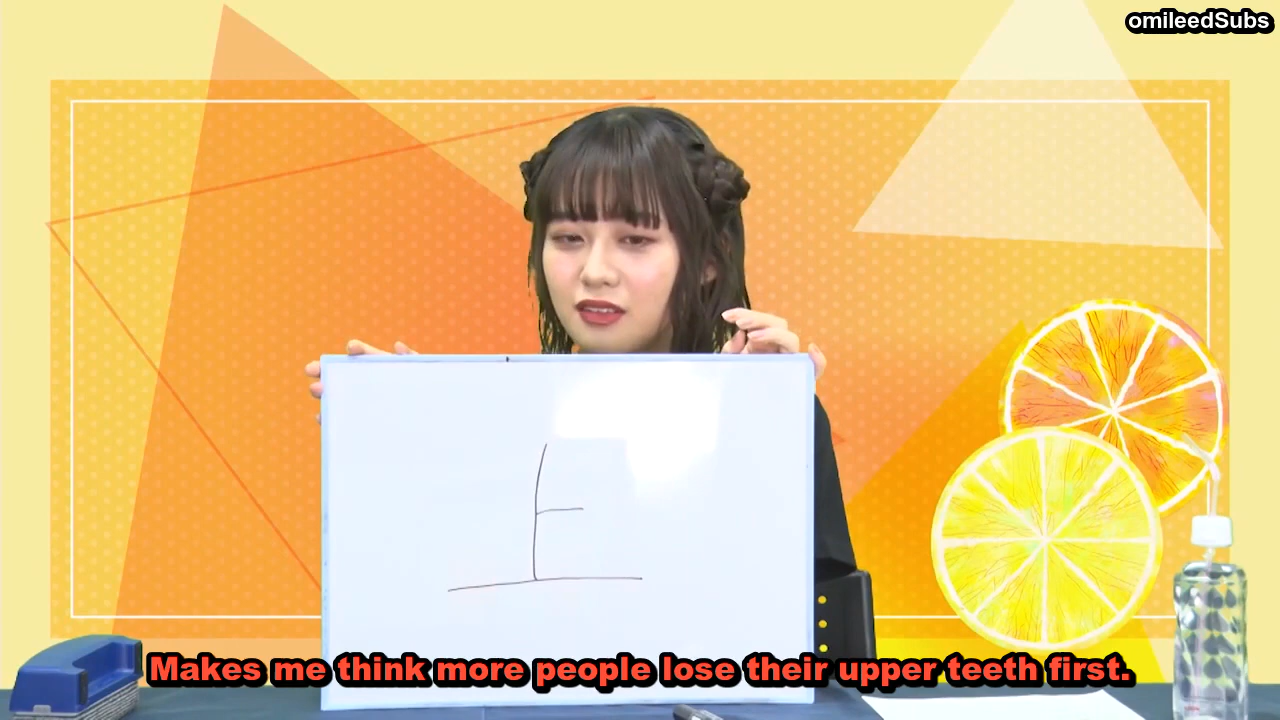 omileedSubs
上
Makes me think more people lose their upper teeth first.